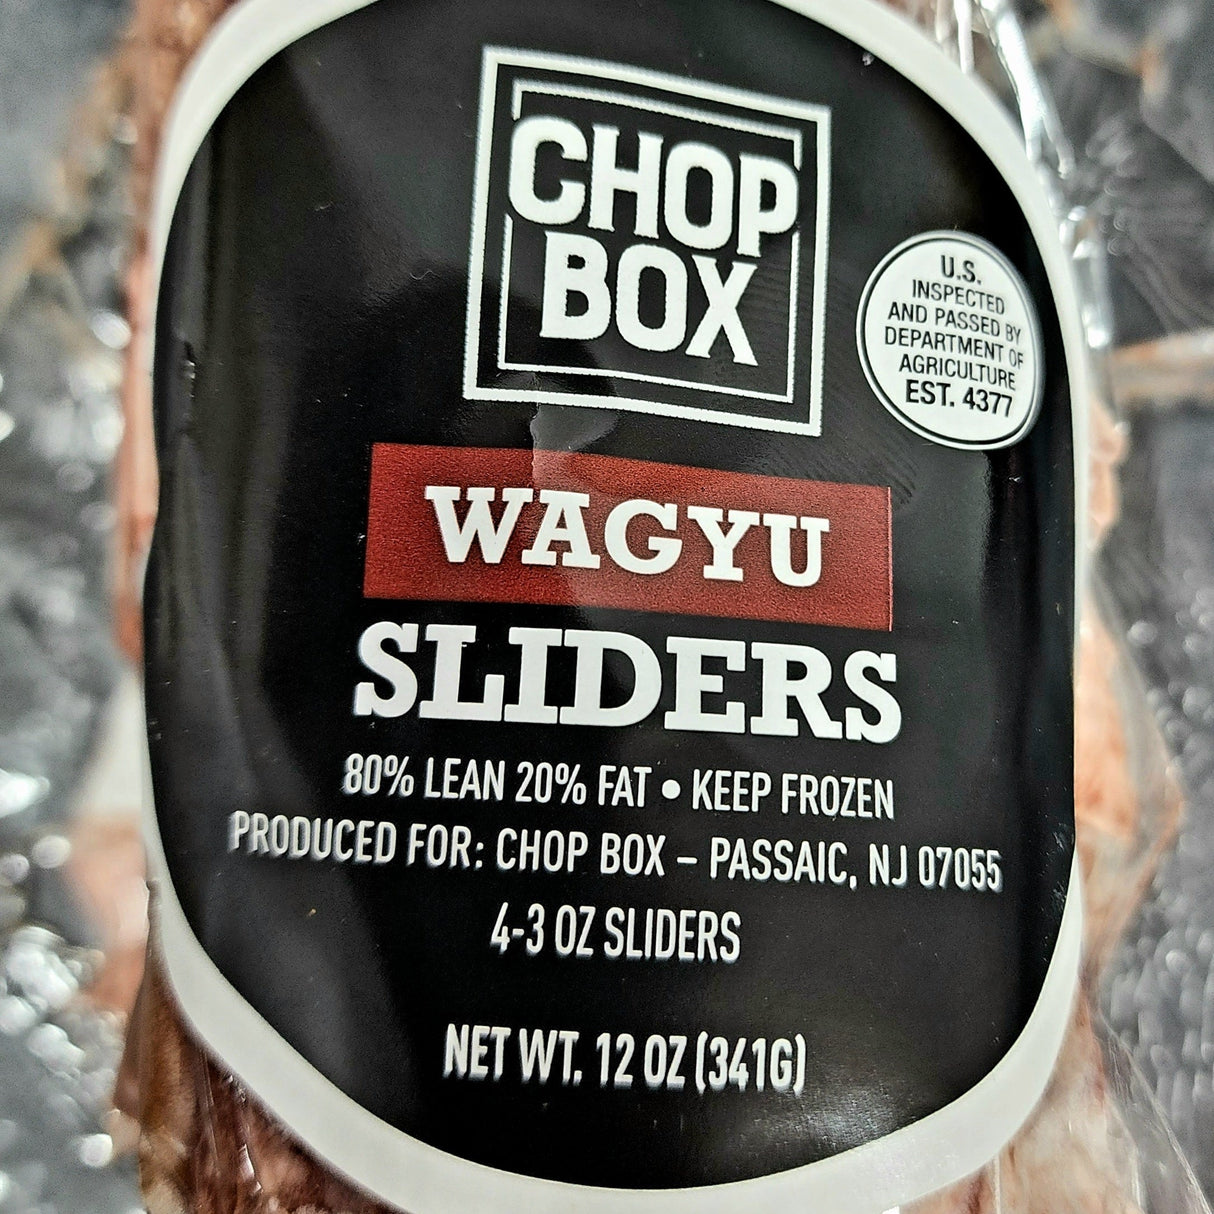 CHOP
BOX
U.S.
INSPECTED
AND PASSED BY
DEPARTMENT OF
AGRICULTURE
EST. 4377
WAGYU
SLIDERS
80% LEAN 20% FAT • KEEP FROZEN
PRODUCED FOR: CHOP BOX – PASSAIC, NJ 07055
4-3 OZ SLIDERS
NET WT. 12 OZ (341G)